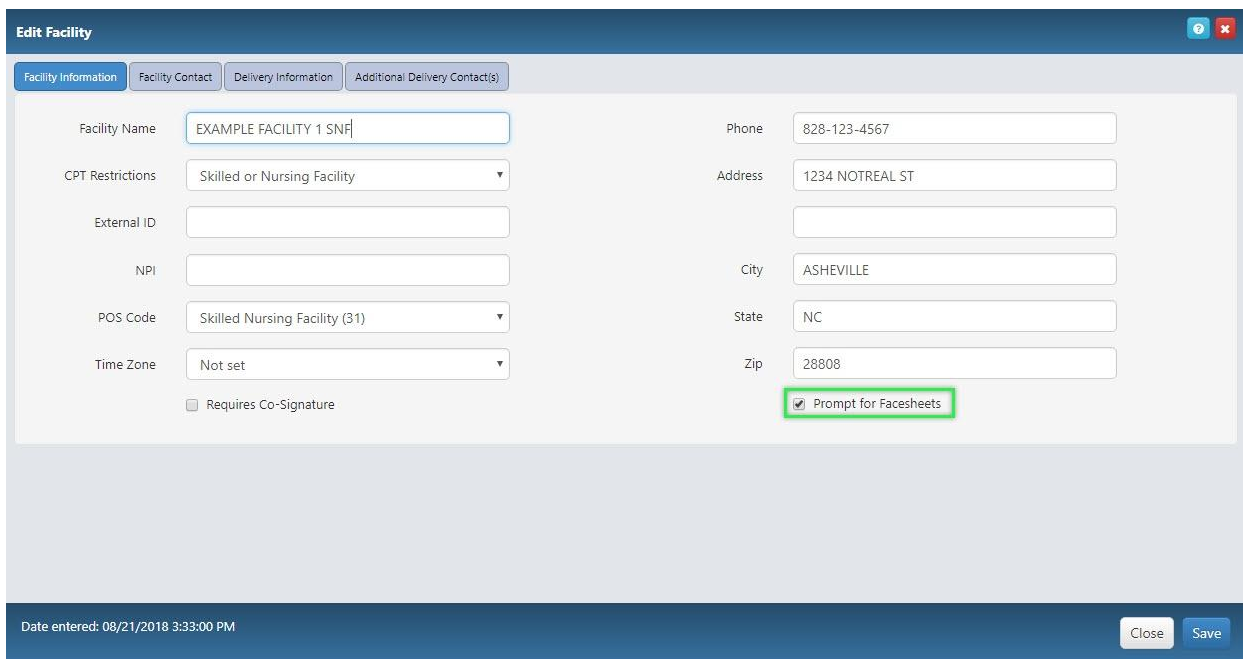 Edit Facility
Facility Information Facility Contact Delivery Information Additional Delivery Contact(s)
Facility Name EXAMPLE FACILITY 1 SNF Phone 828-123-4567
CPT Restrictions Skilled or Nursing Facility Address 1234 NOTREAL ST
External ID
NPI City ASHEVILLE
POS Code Skilled Nursing Facility (31) State NC
Time Zone Not set Zip 28808
Requires Co-Signature Prompt for Facesheets
Date entered: 08/21/2018 3:33:00 PM Close Save